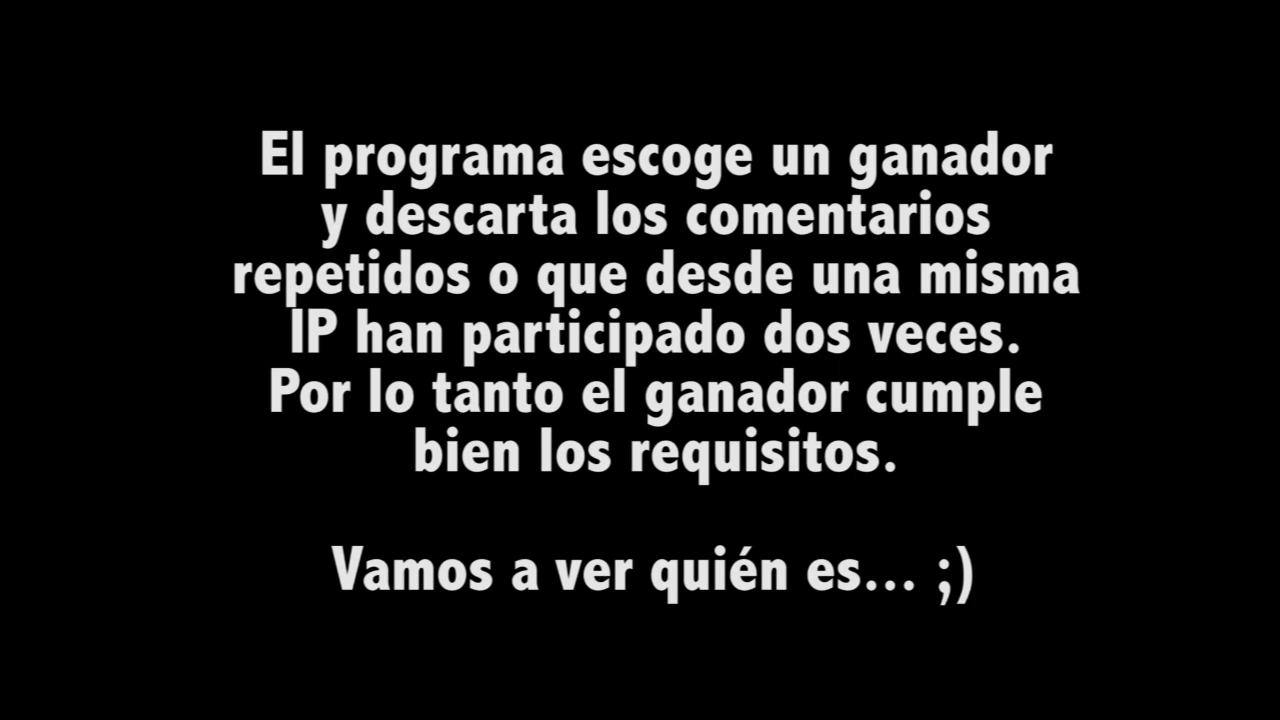 El programa escoge un ganador
y descarta los comentarios
repetidos o que desde una misma
IP han participado dos veces.
Por lo tanto el ganador cumple
bien los requisitos.
Vamos a ver quién es... ;)